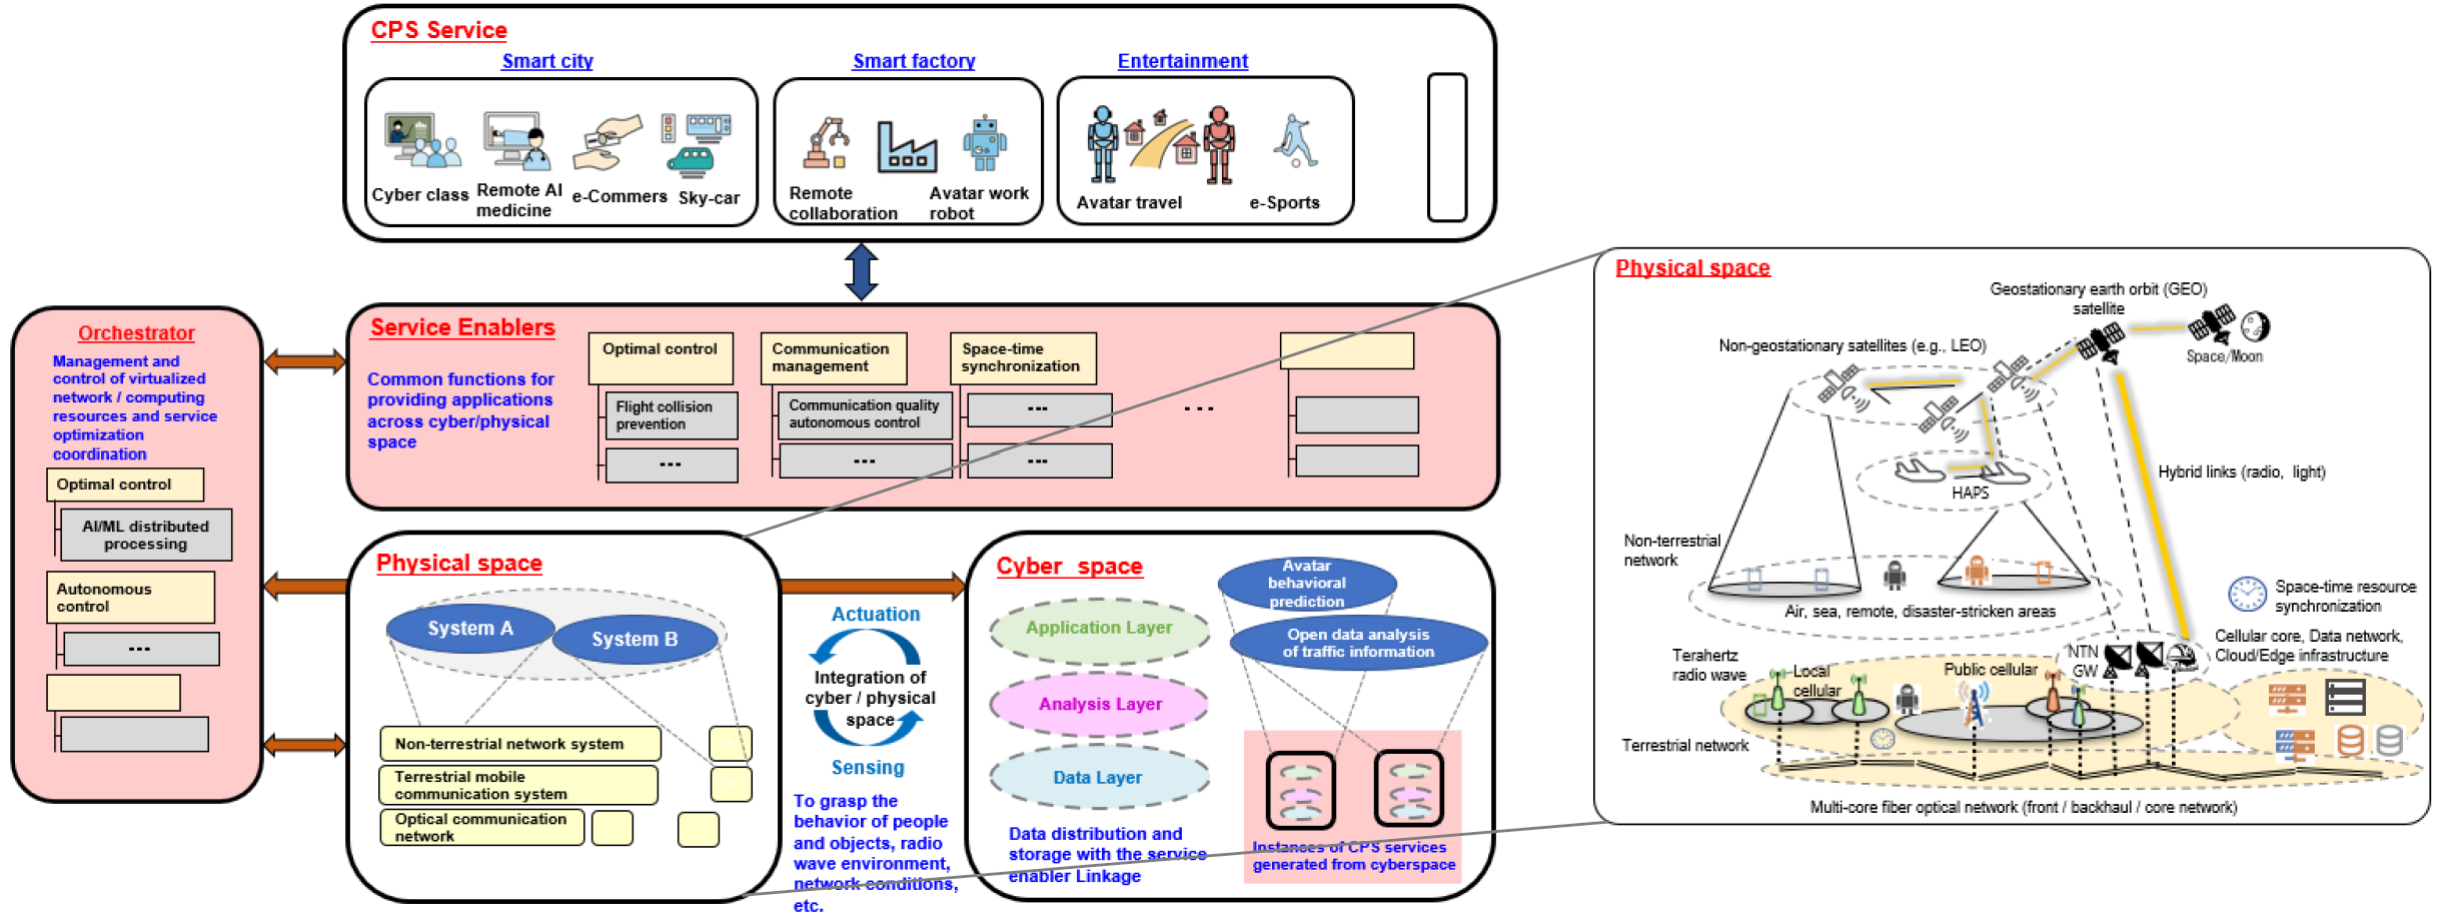 CPS Service
Smart city
Smart factory
Entertainment
Cyber class
Remote AI
medicine
e-Commers
Sky-car
Remote
collaboration
Avatar work
robot
Avatar travel
e-Sports
Orchestrator
Management and
control of virtualized
network / computing
resources and service
optimization
coordination
Optimal control
AI/ML distributed
processing
Autonomous
control
---
Service Enablers
Common functions for
providing applications
across cyber/physical
space
Optimal control
Flight collision
prevention
---
Communication
management
Communication quality
autonomous control
---
Space-time
synchronization
---
---
---
Physical space
System A
System B
Non-terrestrial network system
Terrestrial mobile
communication system
Optical communication
network
Actuation
Integration of
cyber / physical
space
Sensing
To grasp the
behavior of people
and objects, radio
wave environment,
network conditions,
etc.
Cyber space
Application Layer
Analysis Layer
Data Layer
Data distribution and
storage with the service
enabler Linkage
Avatar
behavioral
prediction
Open data analysis
of traffic information
Instances of CPS services
generated from cyberspace
Physical space
Geostationary earth orbit (GEO)
satellite
Space/Moon
Non-geostationary satellites (e.g., LEO)
Hybrid links (radio, light)
HAPS
Non-terrestrial
network
Air, sea, remote, disaster-stricken areas
Space-time resource
synchronization
Cellular core, Data network,
Cloud/Edge infrastructure
NTN
GW
Terahertz
radio wave
Local
cellular
Public cellular
Terrestrial network
Multi-core fiber optical network (front / backhaul / core network)